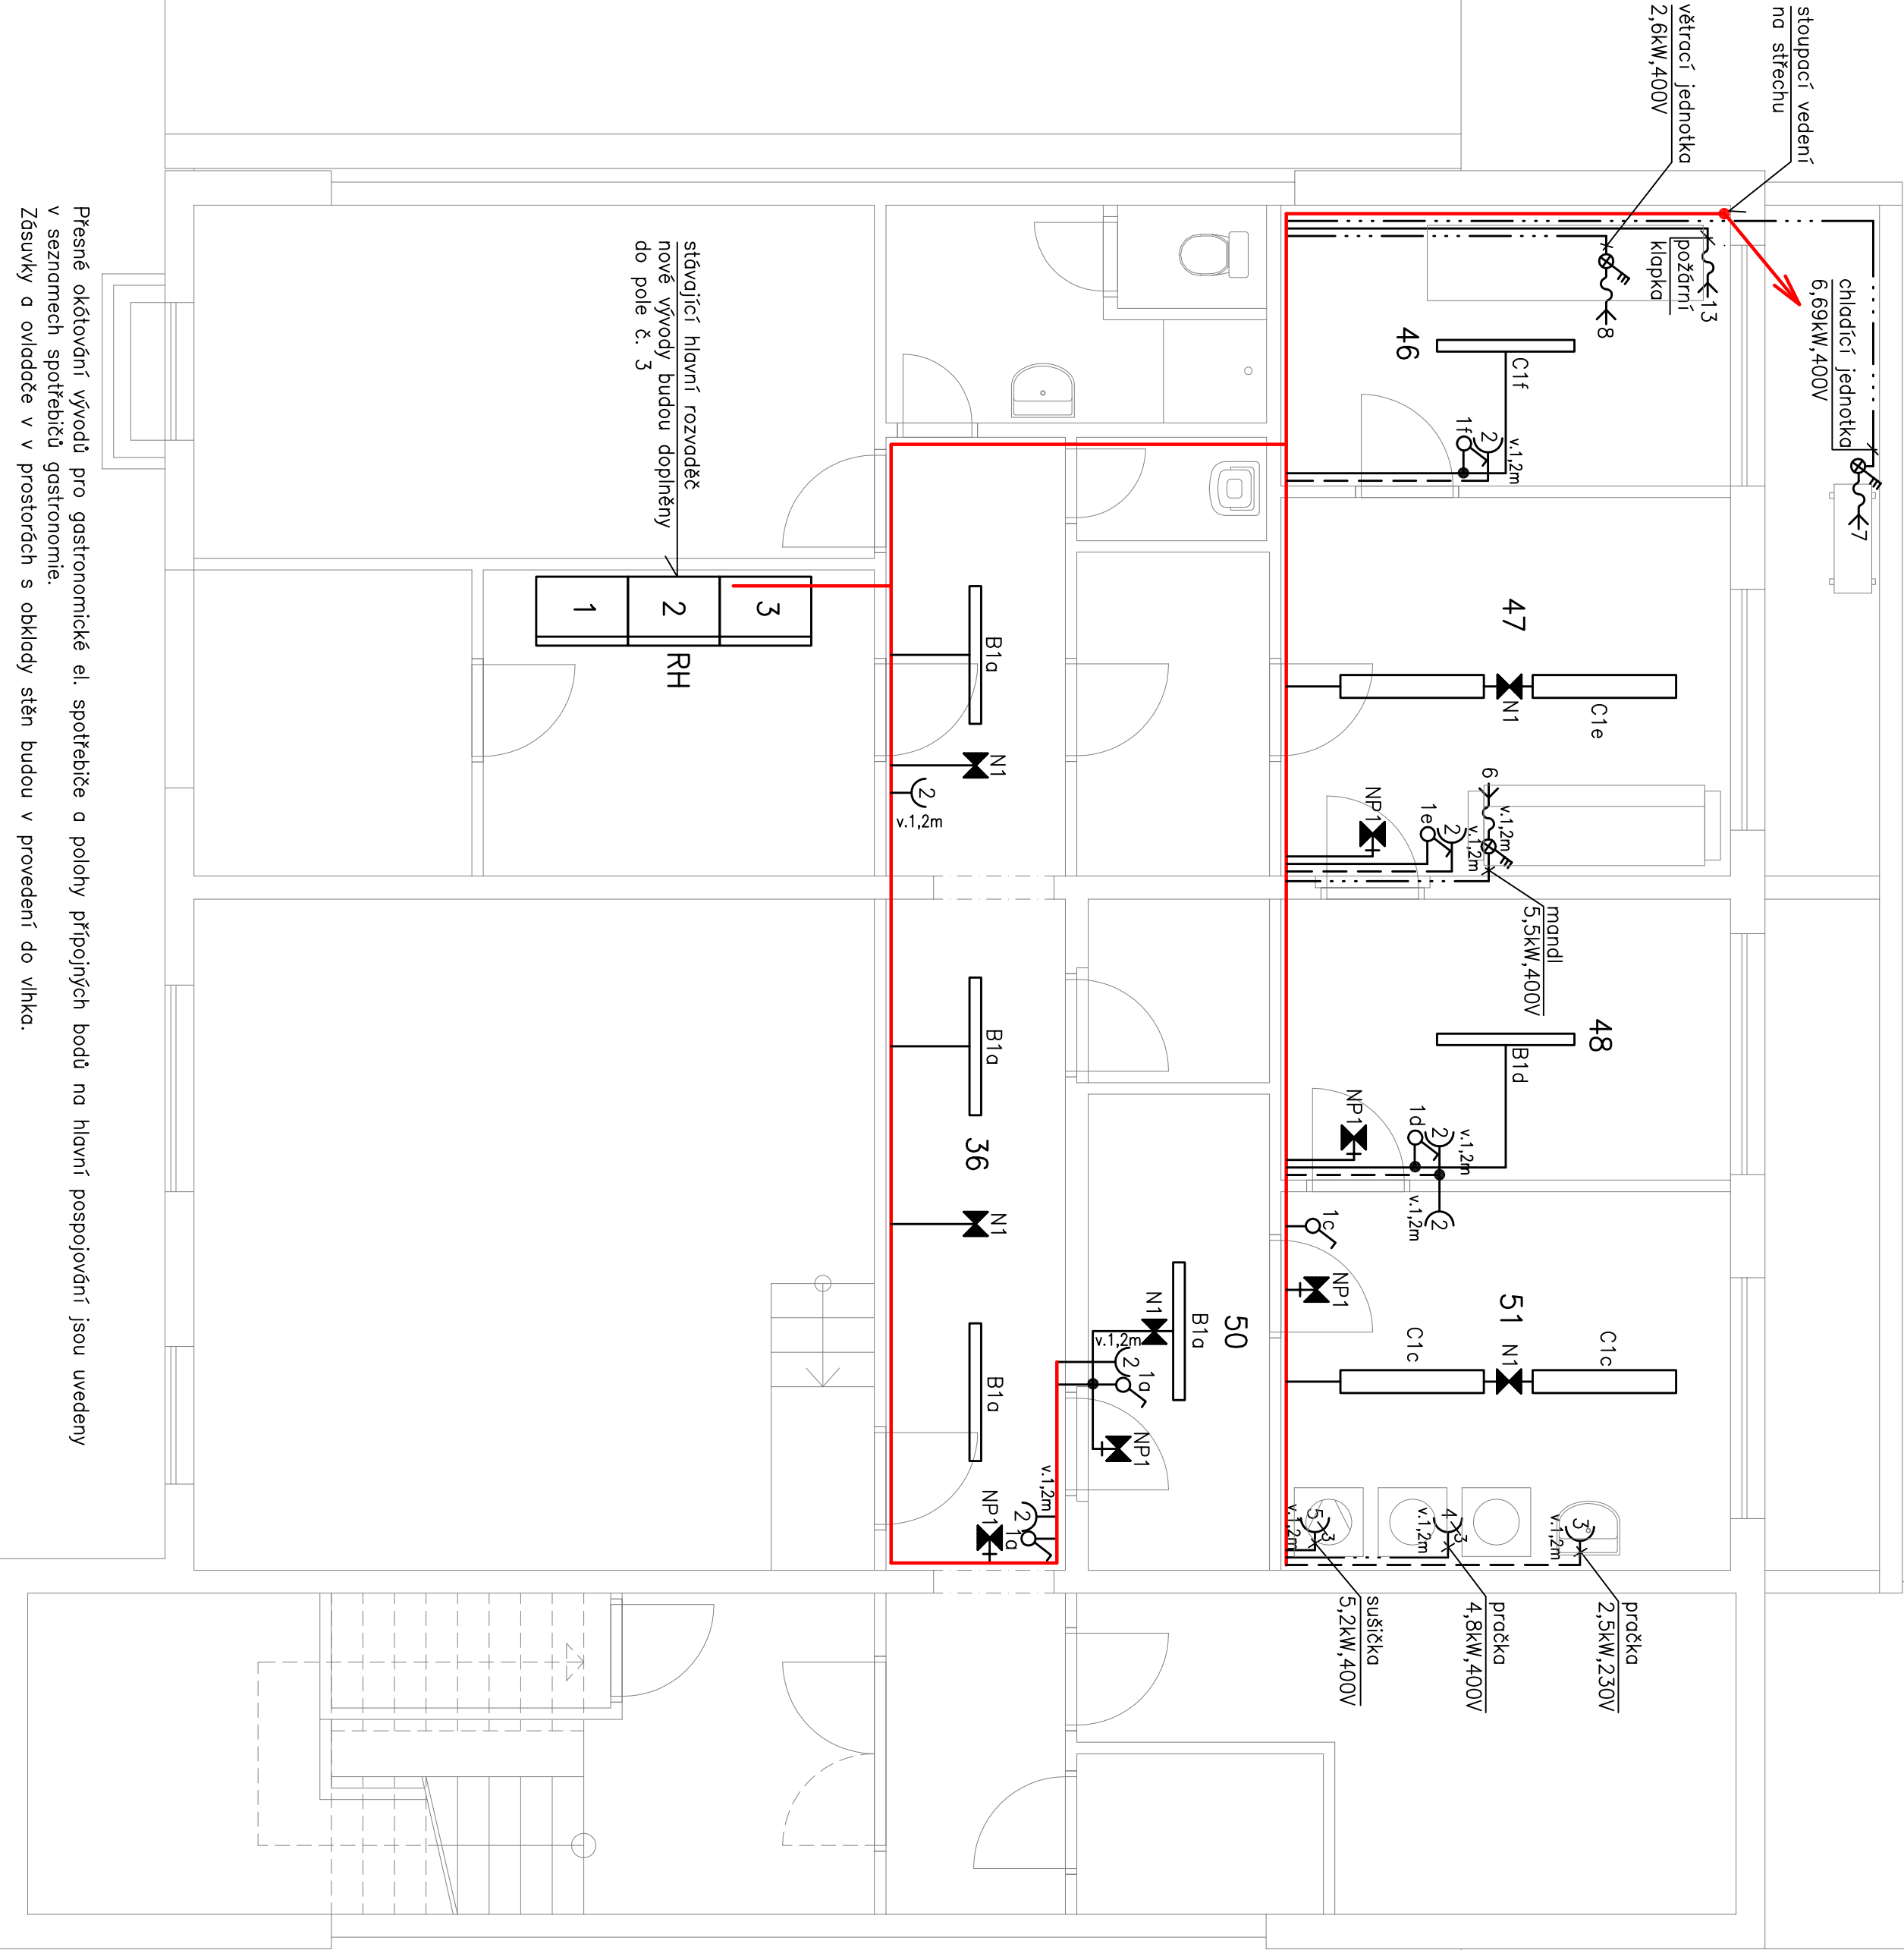 stoupací vedení
na střechu
větrací jednotka
2,6kW,400V
chladící jednotka
6,69kW,400V
požární
klapka
13
8
7
46
C1f
1f
2
v.1,2m
47
C1e
N1
6
v.1,2m
NP1
1e
2
v.1,2m
mandl
5,5kW,400V
48
B1d
NP1
1d
2
v.1,2m
2
v.1,2m
1c
NP1
51
C1c
N1
C1c
3
v.1,2m
4
3
v.1,2m
5
3
v.1,2m
pračka
2,5kW,230V
pračka
4,8kW,400V
sušička
5,2kW,400V
50
B1a
N1
v.1,2m
2
1a
NP1
B1a
N1
2
v.1,2m
B1a
36
N1
B1a
v.1,2m
2
1a
NP1
stávající hlavní rozvaděč
nové vývody budou doplněny
do pole č. 3
1
2
3
RH
Přesné okótování vývodů pro gastronomické el. spotřebiče a polohy přípojných bodů na hlavní pospojování jsou uvedeny
v seznamech spotřebičů gastronomie.
Zásuvky a ovladače v v prostorách s obklady stěn budou v provedení do vlhka.